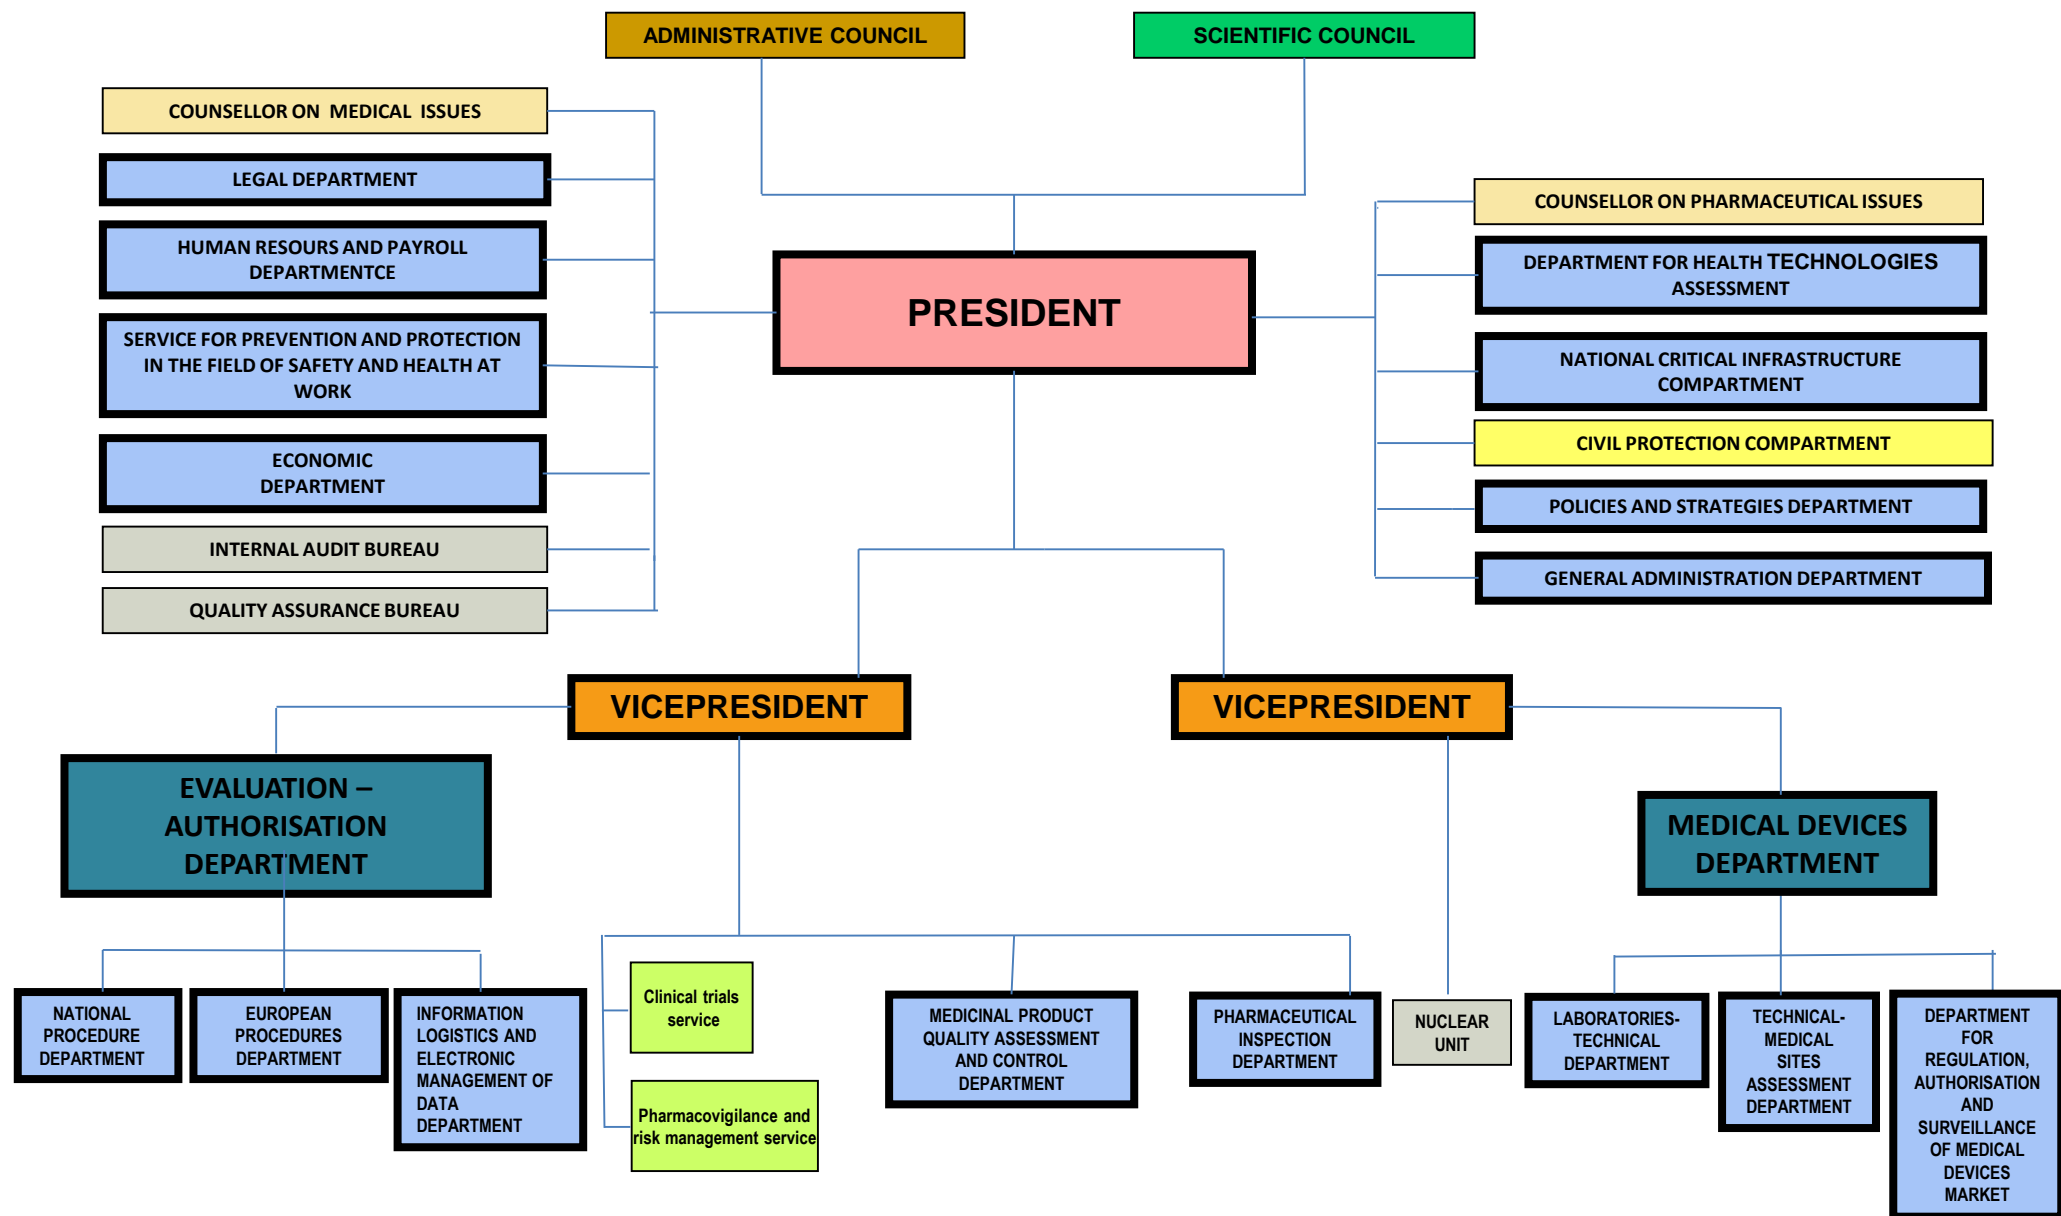 ADMINISTRATIVE COUNCIL
SCIENTIFIC COUNCIL
COUNSELLOR ON MEDICAL ISSUES
LEGAL DEPARTMENT
HUMAN RESOURS AND PAYROLL
DEPARTMENTCE
SERVICE FOR PREVENTION AND PROTECTION
IN THE FIELD OF SAFETY AND HEALTH AT
WORK
ECONOMIC
DEPARTMENT
INTERNAL AUDIT BUREAU
QUALITY ASSURANCE BUREAU
PRESIDENT
COUNSELLOR ON PHARMACEUTICAL ISSUES
DEPARTMENT FOR HEALTH TECHNOLOGIES
ASSESSMENT
NATIONAL CRITICAL INFRASTRUCTURE
COMPARTMENT
CIVIL PROTECTION COMPARTMENT
POLICIES AND STRATEGIES DEPARTMENT
GENERAL ADMINISTRATION DEPARTMENT
VICEPRESIDENT
VICEPRESIDENT
EVALUATION –
AUTHORISATION
DEPARTMENT
MEDICAL DEVICES
DEPARTMENT
NATIONAL
PROCEDURE
DEPARTMENT
EUROPEAN
PROCEDURES
DEPARTMENT
INFORMATION
LOGISTICS AND
ELECTRONIC
MANAGEMENT OF
DATA
DEPARTMENT
Clinical trials
service
Pharmacovigilance and
risk management service
MEDICINAL PRODUCT
QUALITY ASSESSMENT
AND CONTROL
DEPARTMENT
PHARMACEUTICAL
INSPECTION
DEPARTMENT
NUCLEAR
UNIT
LABORATORIES-
TECHNICAL
DEPARTMENT
TECHNICAL-
MEDICAL
SITES
ASSESSMENT
DEPARTMENT
DEPARTMENT
FOR
REGULATION,
AUTHORISATION
AND
SURVEILLANCE
OF MEDICAL
DEVICES
MARKET